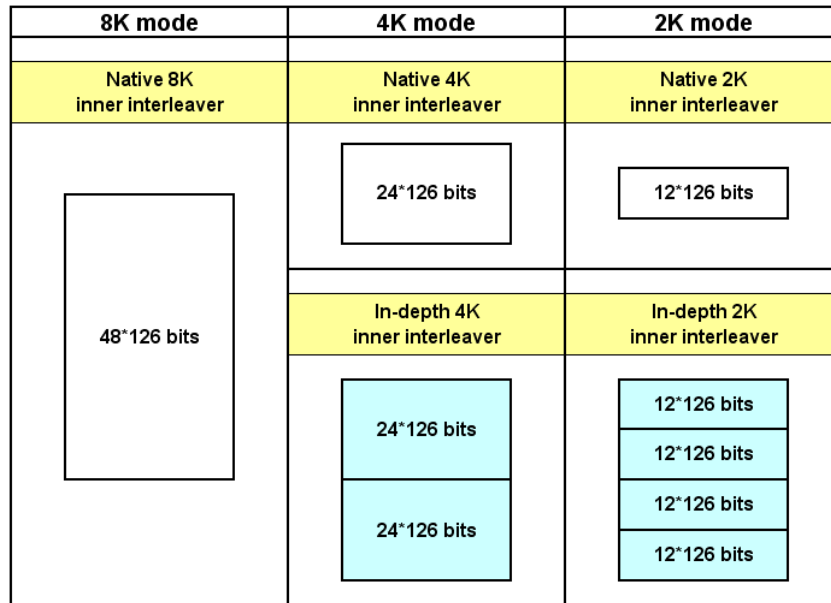 8K mode
4K mode
2K mode
Native 8K
inner interleaver
Native 4K
inner interleaver
Native 2K
inner interleaver
48*126 bits
24*126 bits
12*126 bits
In-depth 4K
inner interleaver
In-depth 2K
inner interleaver
24*126 bits
24*126 bits
12*126 bits
12*126 bits
12*126 bits
12*126 bits